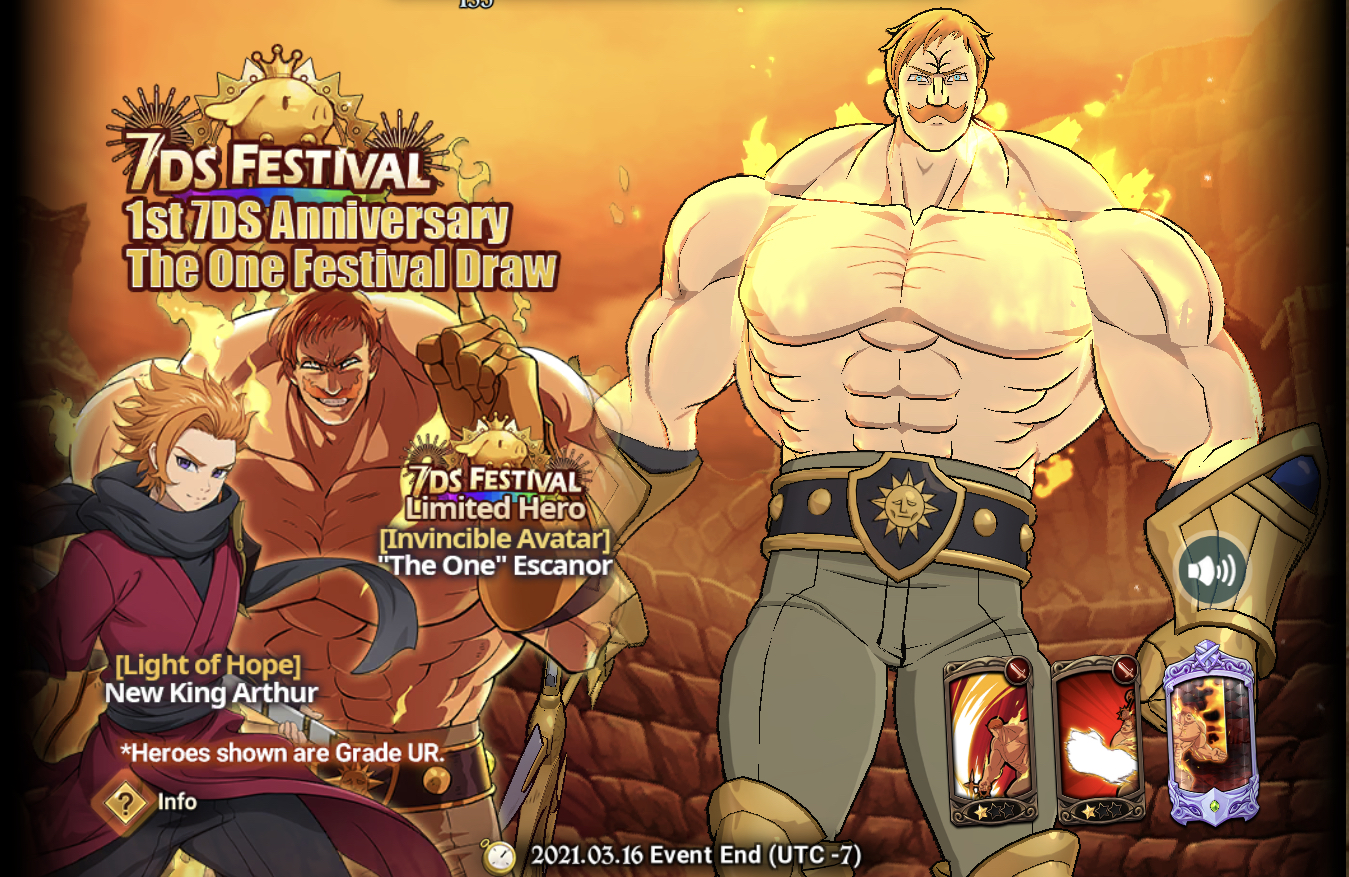 7DS FESTIVAL
1st 7DS Anniversary
The One Festival Draw
7DS FESTIVAL
Limited Hero
[Invincible Avatar]
"The One" Escanor
[Light of Hope]
New King Arthur
*Heroes shown are Grade UR.
? Info
2021.03.16 Event End (UTC -7)